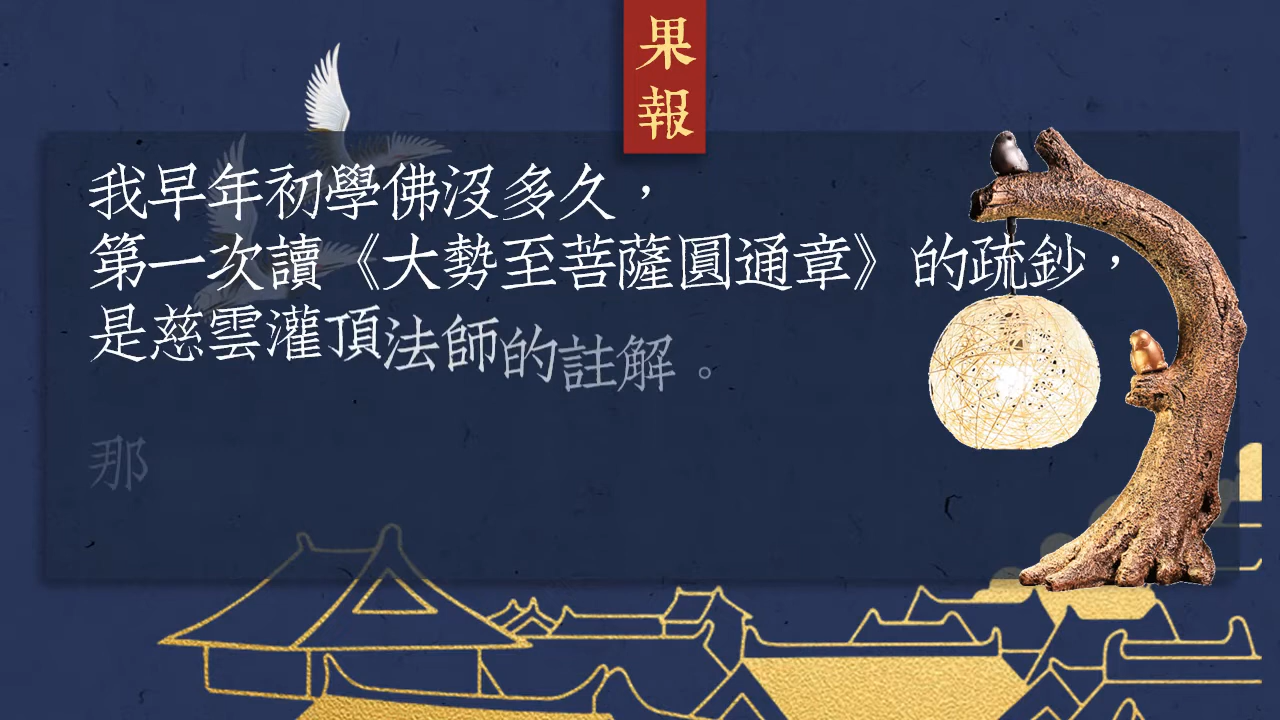 果報
我早年初學佛沒多久，
第一次讀《大勢至菩薩圓通章》的疏鈔，
是慈雲灌頂法師的註解。
那